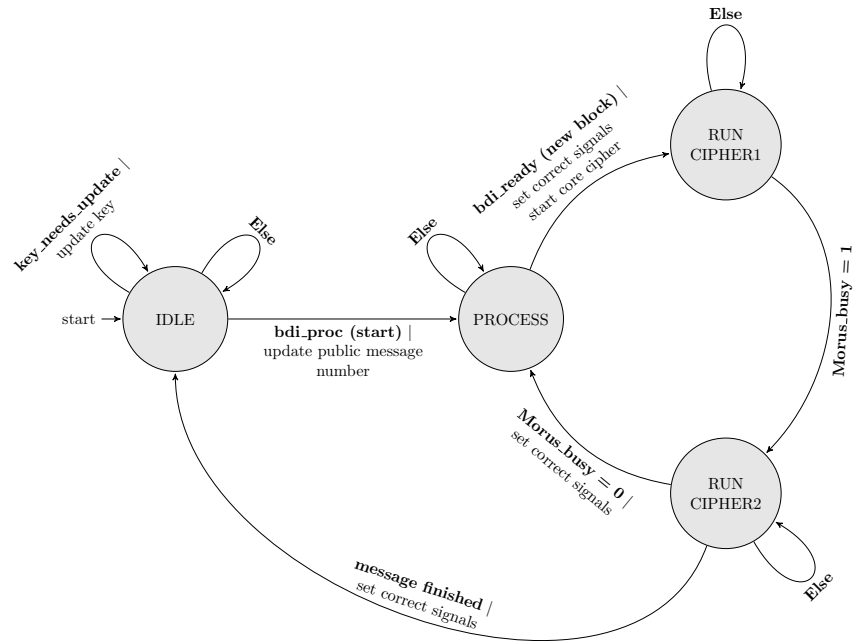 Else
bdi_ready (new block) |
set correct signals
start core cipher
RUN
CIPHER1
key_needs_update |
update key
Else
Else
start
IDLE
bdi_proc (start) |
update public message
number
PROCESS
Morus_busy = 1
Morus_busy = 0 |
set correct signals
RUN
CIPHER2
Else
message finished |
set correct signals